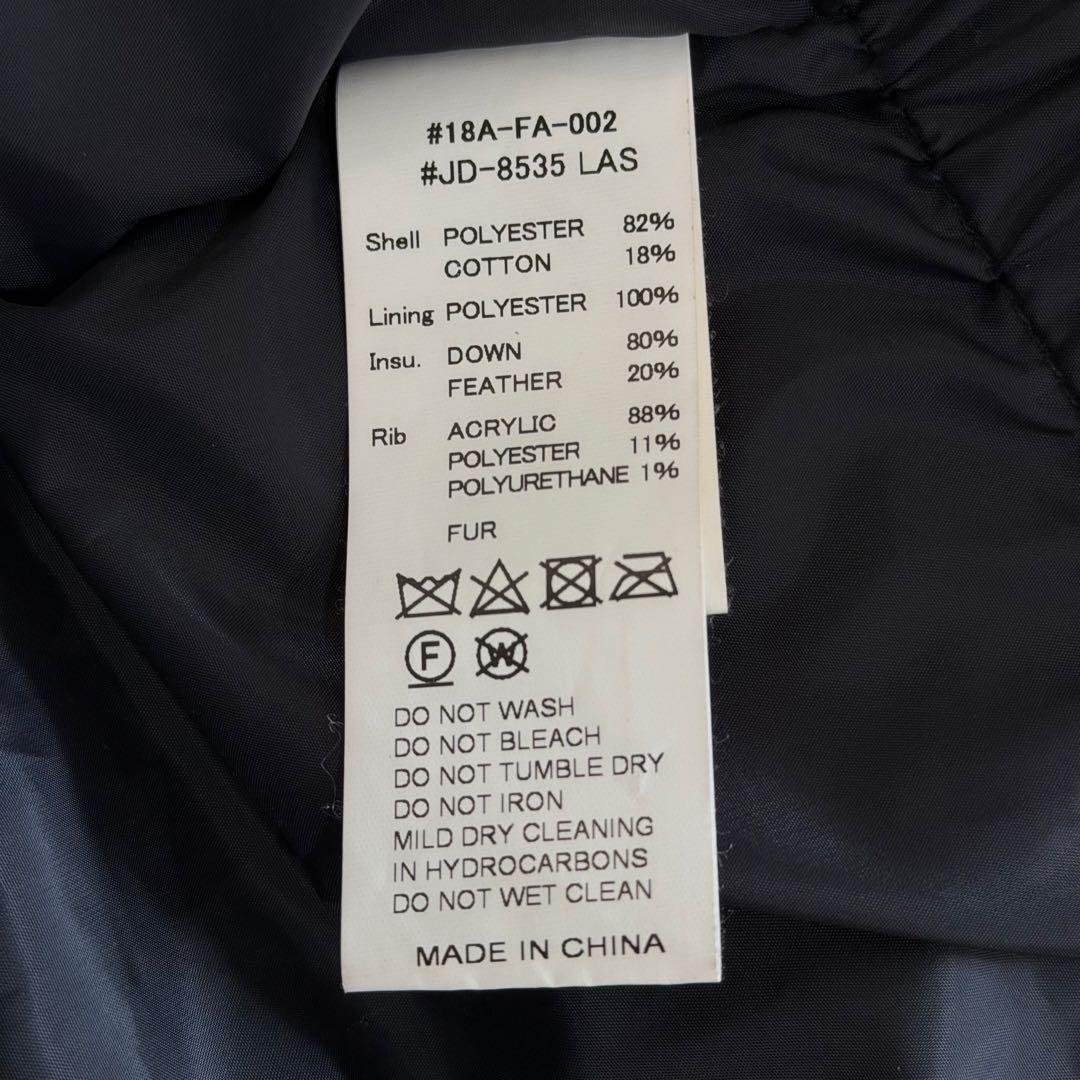 #18A-FA-002
#JD-8535 LAS
Shell POLYESTER 82%
COTTON 18%
Lining POLYESTER 100%
Insu. DOWN 80%
FEATHER 20%
Rib ACRYLIC 88%
POLYESTER 11%
POLYURETHANE 1%
FUR
F W
DO NOT WASH
DO NOT BLEACH
DO NOT TUMBLE DRY
DO NOT IRON
MILD DRY CLEANING
IN HYDROCARBONS
DO NOT WET CLEAN
MADE IN CHINA